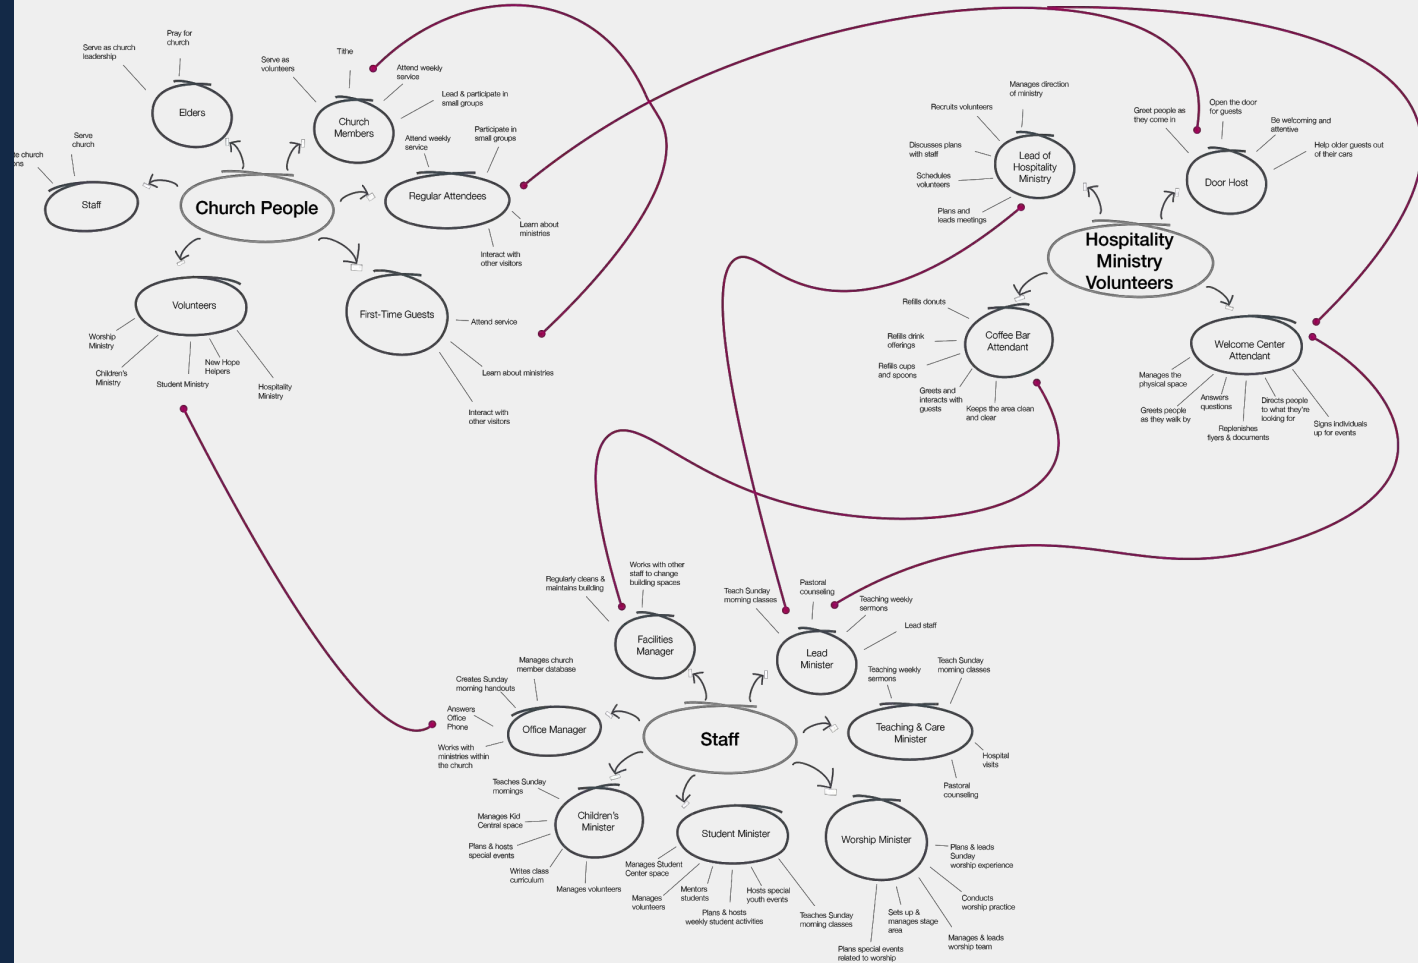 Serve as church
leadership
Pray for
church
Elders
Serve
church
te church
ons
Staff
Church People
Serve as
volunteers
Tithe
Attend weekly
service
Lead & participate in
small groups
Church
Members
Attend weekly
service
Participate in
small groups
Regular Attendees
Learn about
ministries
Interact with
other visitors
Volunteers
Worship
Ministry
Children's
Ministry
Student Ministry
New Hope
Helpers
Hospitality
Ministry
First-Time Guests
Attend service
Learn about ministries
Interact with
other visitors
Manages direction
of ministry
Recruits volunteers
Discusses plans
with staff
Schedules
volunteers
Plans and
leads meetings
Lead of
Hospitality
Ministry
Greet people as
they come in
Open the door
for guests
Be welcoming and
attentive
Help older guests out
of their cars
Door Host
Hospitality
Ministry
Volunteers
Refills donuts
Refills drink
offerings
Refills cups
and spoons
Greets and
interacts with
guests
Keeps the area clean
and clear
Coffee Bar
Attendant
Welcome Center
Attendant
Manages the
physical space
Greets people
as they walk by
Answers
questions
Replenishes
flyers & documents
Directs people
to what they're
looking for
Signs individuals
up for events
Regularly cleans &
maintains building
Works with other
staff to change
building spaces
Facilities
Manager
Teach Sunday
morning classes
Pastoral
counseling
Teaching weekly
sermons
Lead staff
Lead
Minister
Manages church
member database
Creates Sunday
morning handouts
Answers
Office
Phone
Works with
ministries within
the church
Office Manager
Staff
Teaching weekly
sermons
Teach Sunday
morning classes
Teaching & Care
Minister
Hospital
visits
Pastoral
counseling
Teaches Sunday
mornings
Manages Kid
Central space
Plans & hosts
special events
Writes class
curriculum
Manages volunteers
Children's
Minister
Student Minister
Manages Student
Center space
Manages
volunteers
Mentors
students
Plans & hosts
weekly student activities
Hosts special
youth events
Teaches Sunday
morning classes
Worship Minister
Plans & leads
Sunday
worship experience
Conducts
worship practice
Manages & leads
worship team
Sets up &
manages stage
area
Plans special events
related to worship